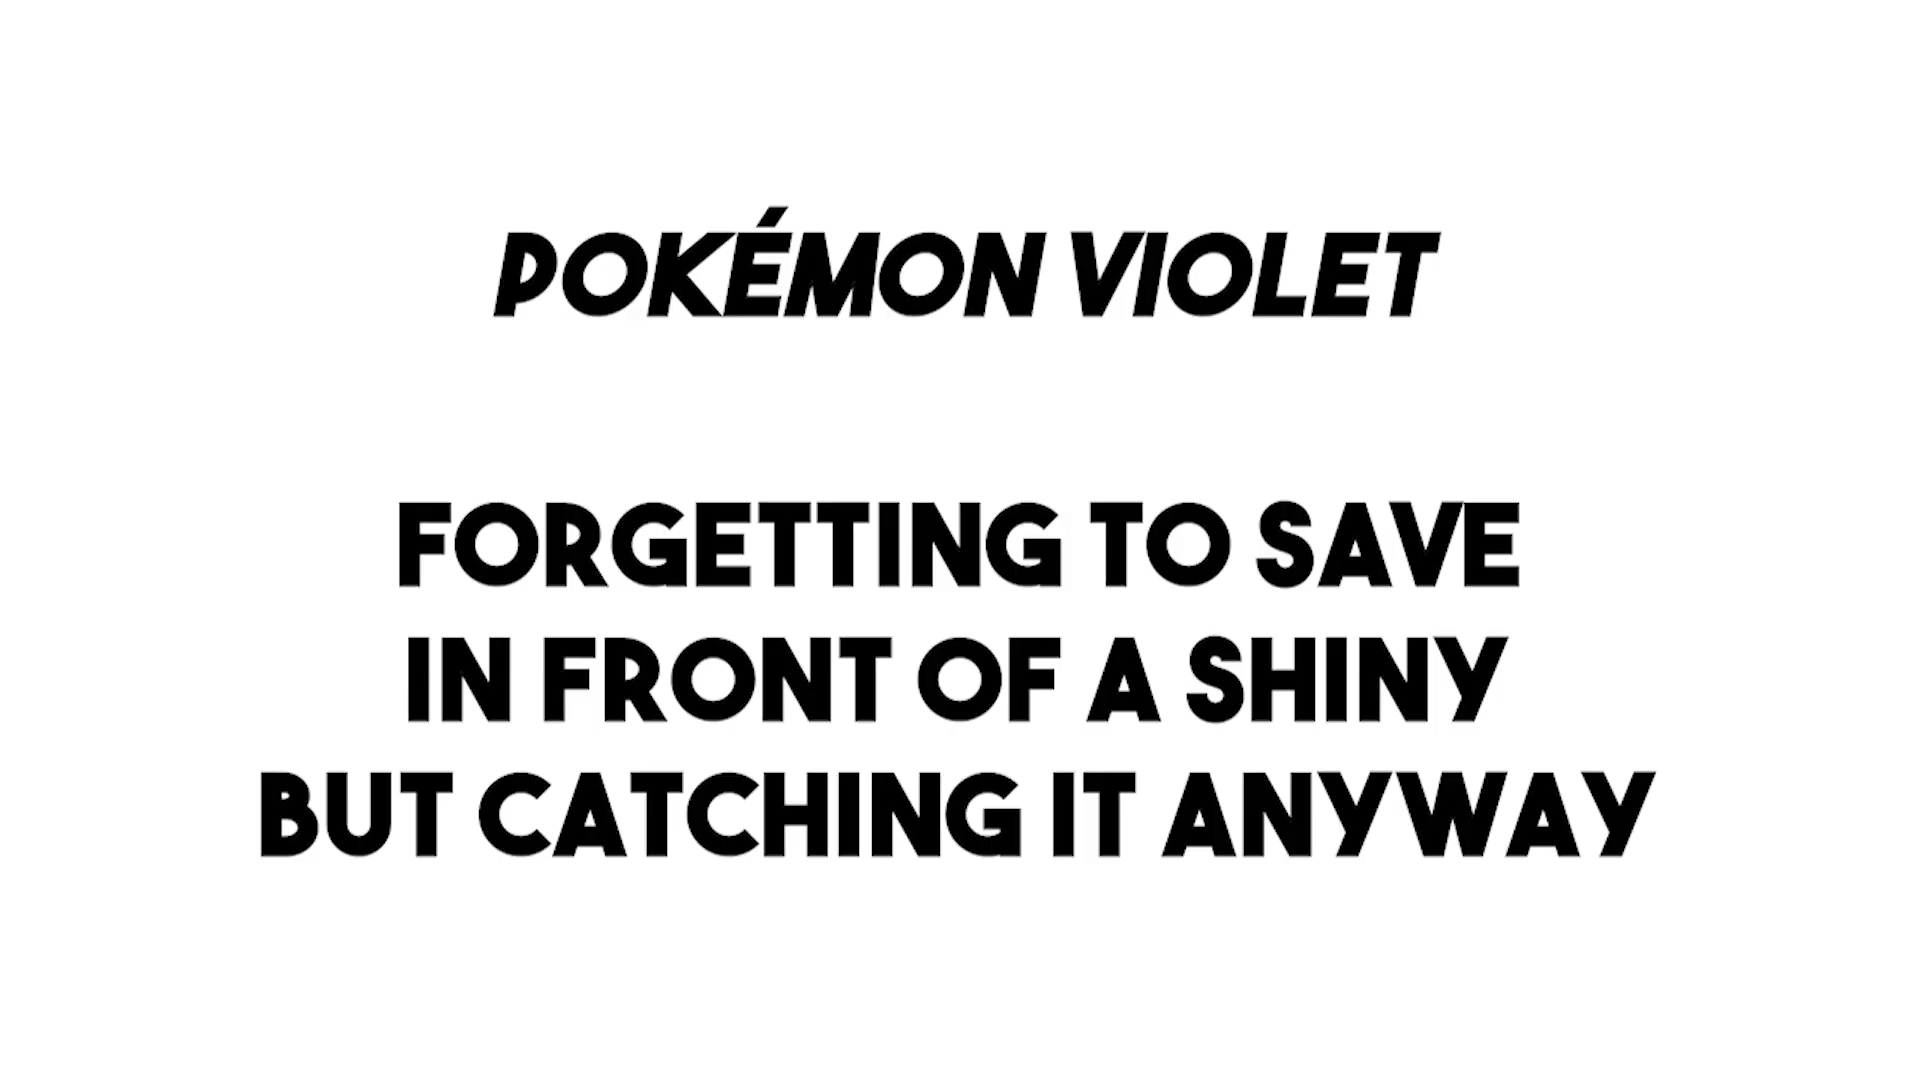 POKÉMON VIOLET
FORGETTING TO SAVE
IN FRONT OF A SHINY
BUT CATCHING IT ANYWAY